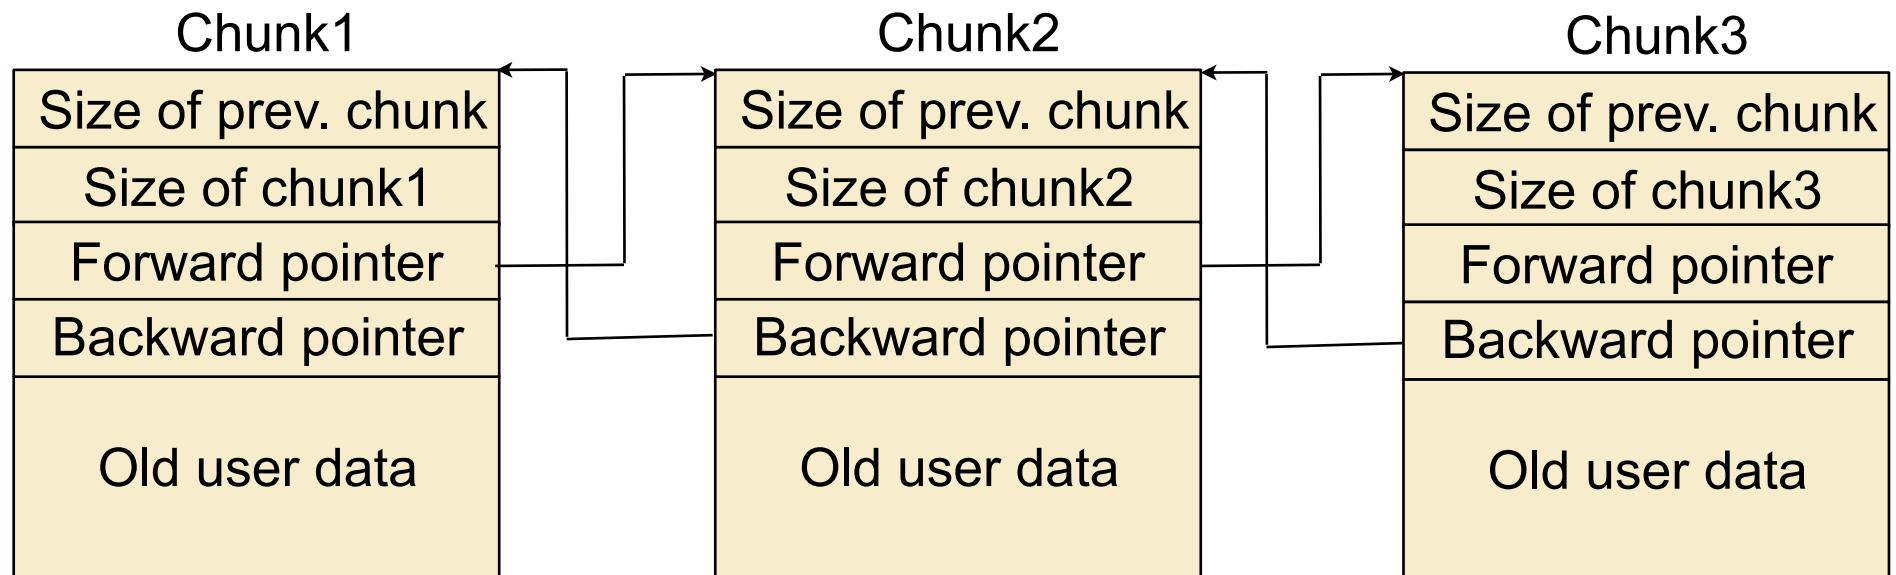 Chunk1
Size of prev. chunk
Size of chunk1
Forward pointer
Backward pointer
Old user data
Chunk2
Size of prev. chunk
Size of chunk2
Forward pointer
Backward pointer
Old user data
Chunk3
Size of prev. chunk
Size of chunk3
Forward pointer
Backward pointer
Old user data